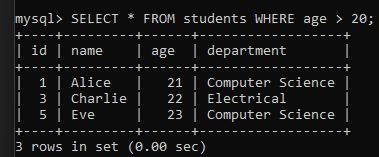 mysql> SELECT * FROM students WHERE age > 20;
+----+---------+-----+------------------+
| id | name    | age | department       |
+----+---------+-----+------------------+
|  1 | Alice   |  21 | Computer Science |
|  3 | Charlie |  22 | Electrical       |
|  5 | Eve     |  23 | Computer Science |
+----+---------+-----+------------------+
3 rows in set (0.00 sec)